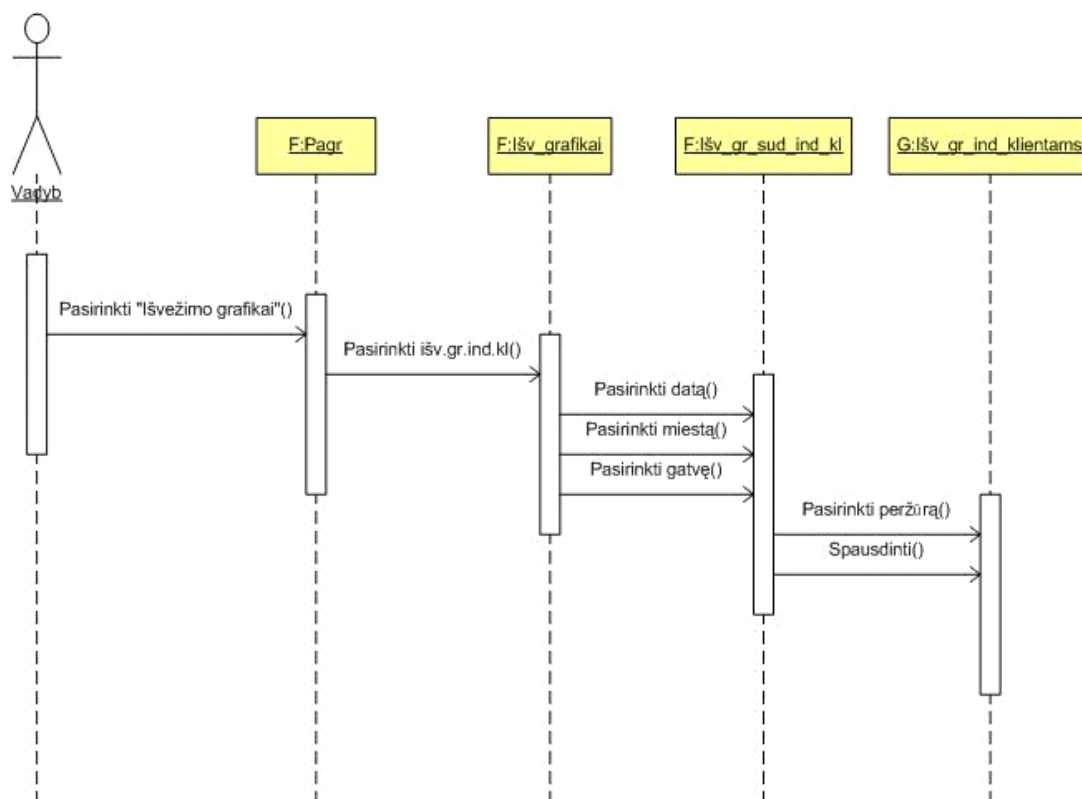 Vadyb
F:Pagr
F:Išv_grafikai
F:Išv_gr_sud_ind_kl
G:Išv_gr_ind_klientams
Pasirinkti "Išvežimo grafikai"()
Pasirinkti išv.gr.ind.kl()
Pasirinkti datą()
Pasirinkti miestą()
Pasirinkti gatvę()
Pasirinkti peržūrą()
Spausdinti()